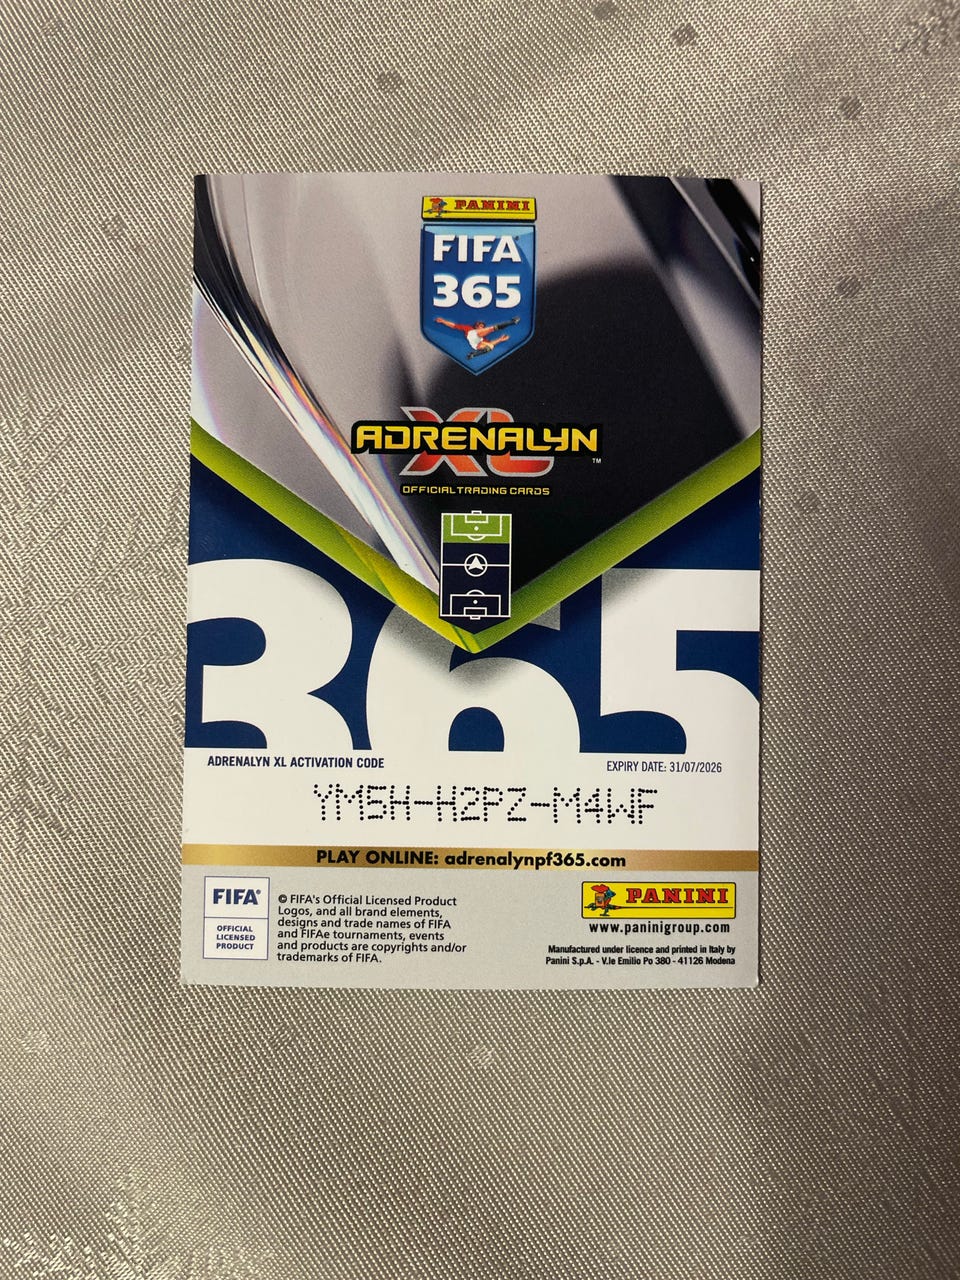 PANINI
FIFA
365
ADRENALYN
XL
™
OFFICIAL TRADING CARDS
365
ADRENALYN XL ACTIVATION CODE
EXPIRY DATE: 31/07/2026
YM5H-H2PZ-M4WF
PLAY ONLINE: adrenalynpf365.com
FIFA®
OFFICIAL
LICENSED
PRODUCT
© FIFA's Official Licensed Product
Logos, and all brand elements,
designs and trade names of FIFA
and FIFAe tournaments, events
and products are copyrights and/or
trademarks of FIFA.
PANINI
www.paninigroup.com
Manufactured under licence and printed in Italy by
Panini S.p.A. - V.le Emilio Po 380 - 41126 Modena